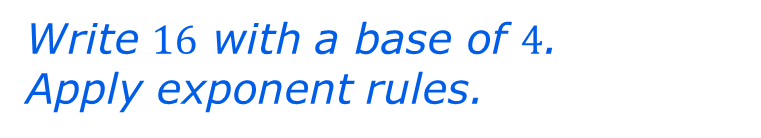 Write 16 with a base of 4.
Apply exponent rules.